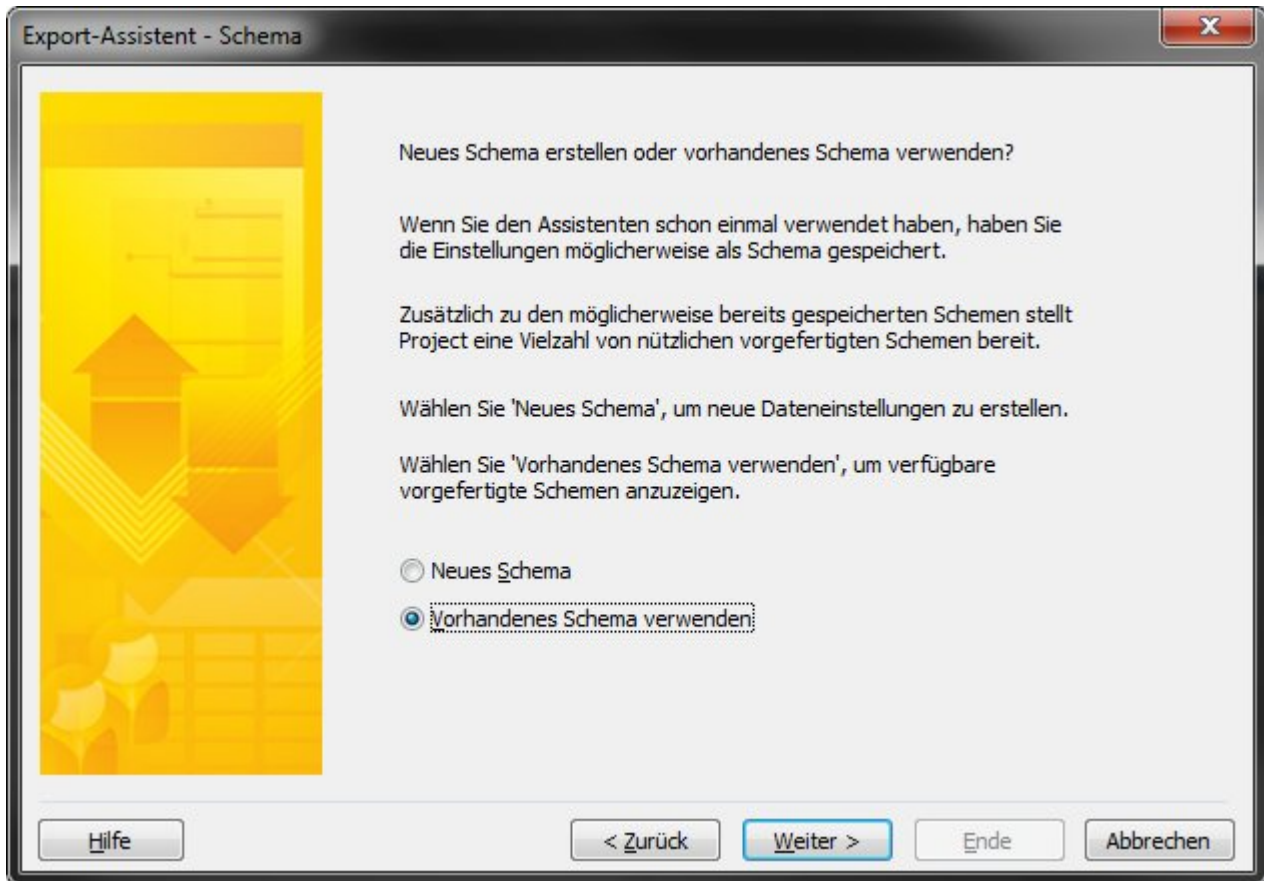 Export-Assistent - Schema
X
Neues Schema erstellen oder vorhandenes Schema verwenden?
Wenn Sie den Assistenten schon einmal verwendet haben, haben Sie
die Einstellungen möglicherweise als Schema gespeichert.
Zusätzlich zu den möglicherweise bereits gespeicherten Schemen stellt
Project eine Vielzahl von nützlichen vorgefertigten Schemen bereit.
Wählen Sie 'Neues Schema', um neue Dateneinstellungen zu erstellen.
Wählen Sie 'Vorhandenes Schema verwenden', um verfügbare
vorgefertigte Schemen anzuzeigen.
Neues Schema
Vorhandenes Schema verwenden
Hilfe < Zurück Weiter > Ende Abbrechen